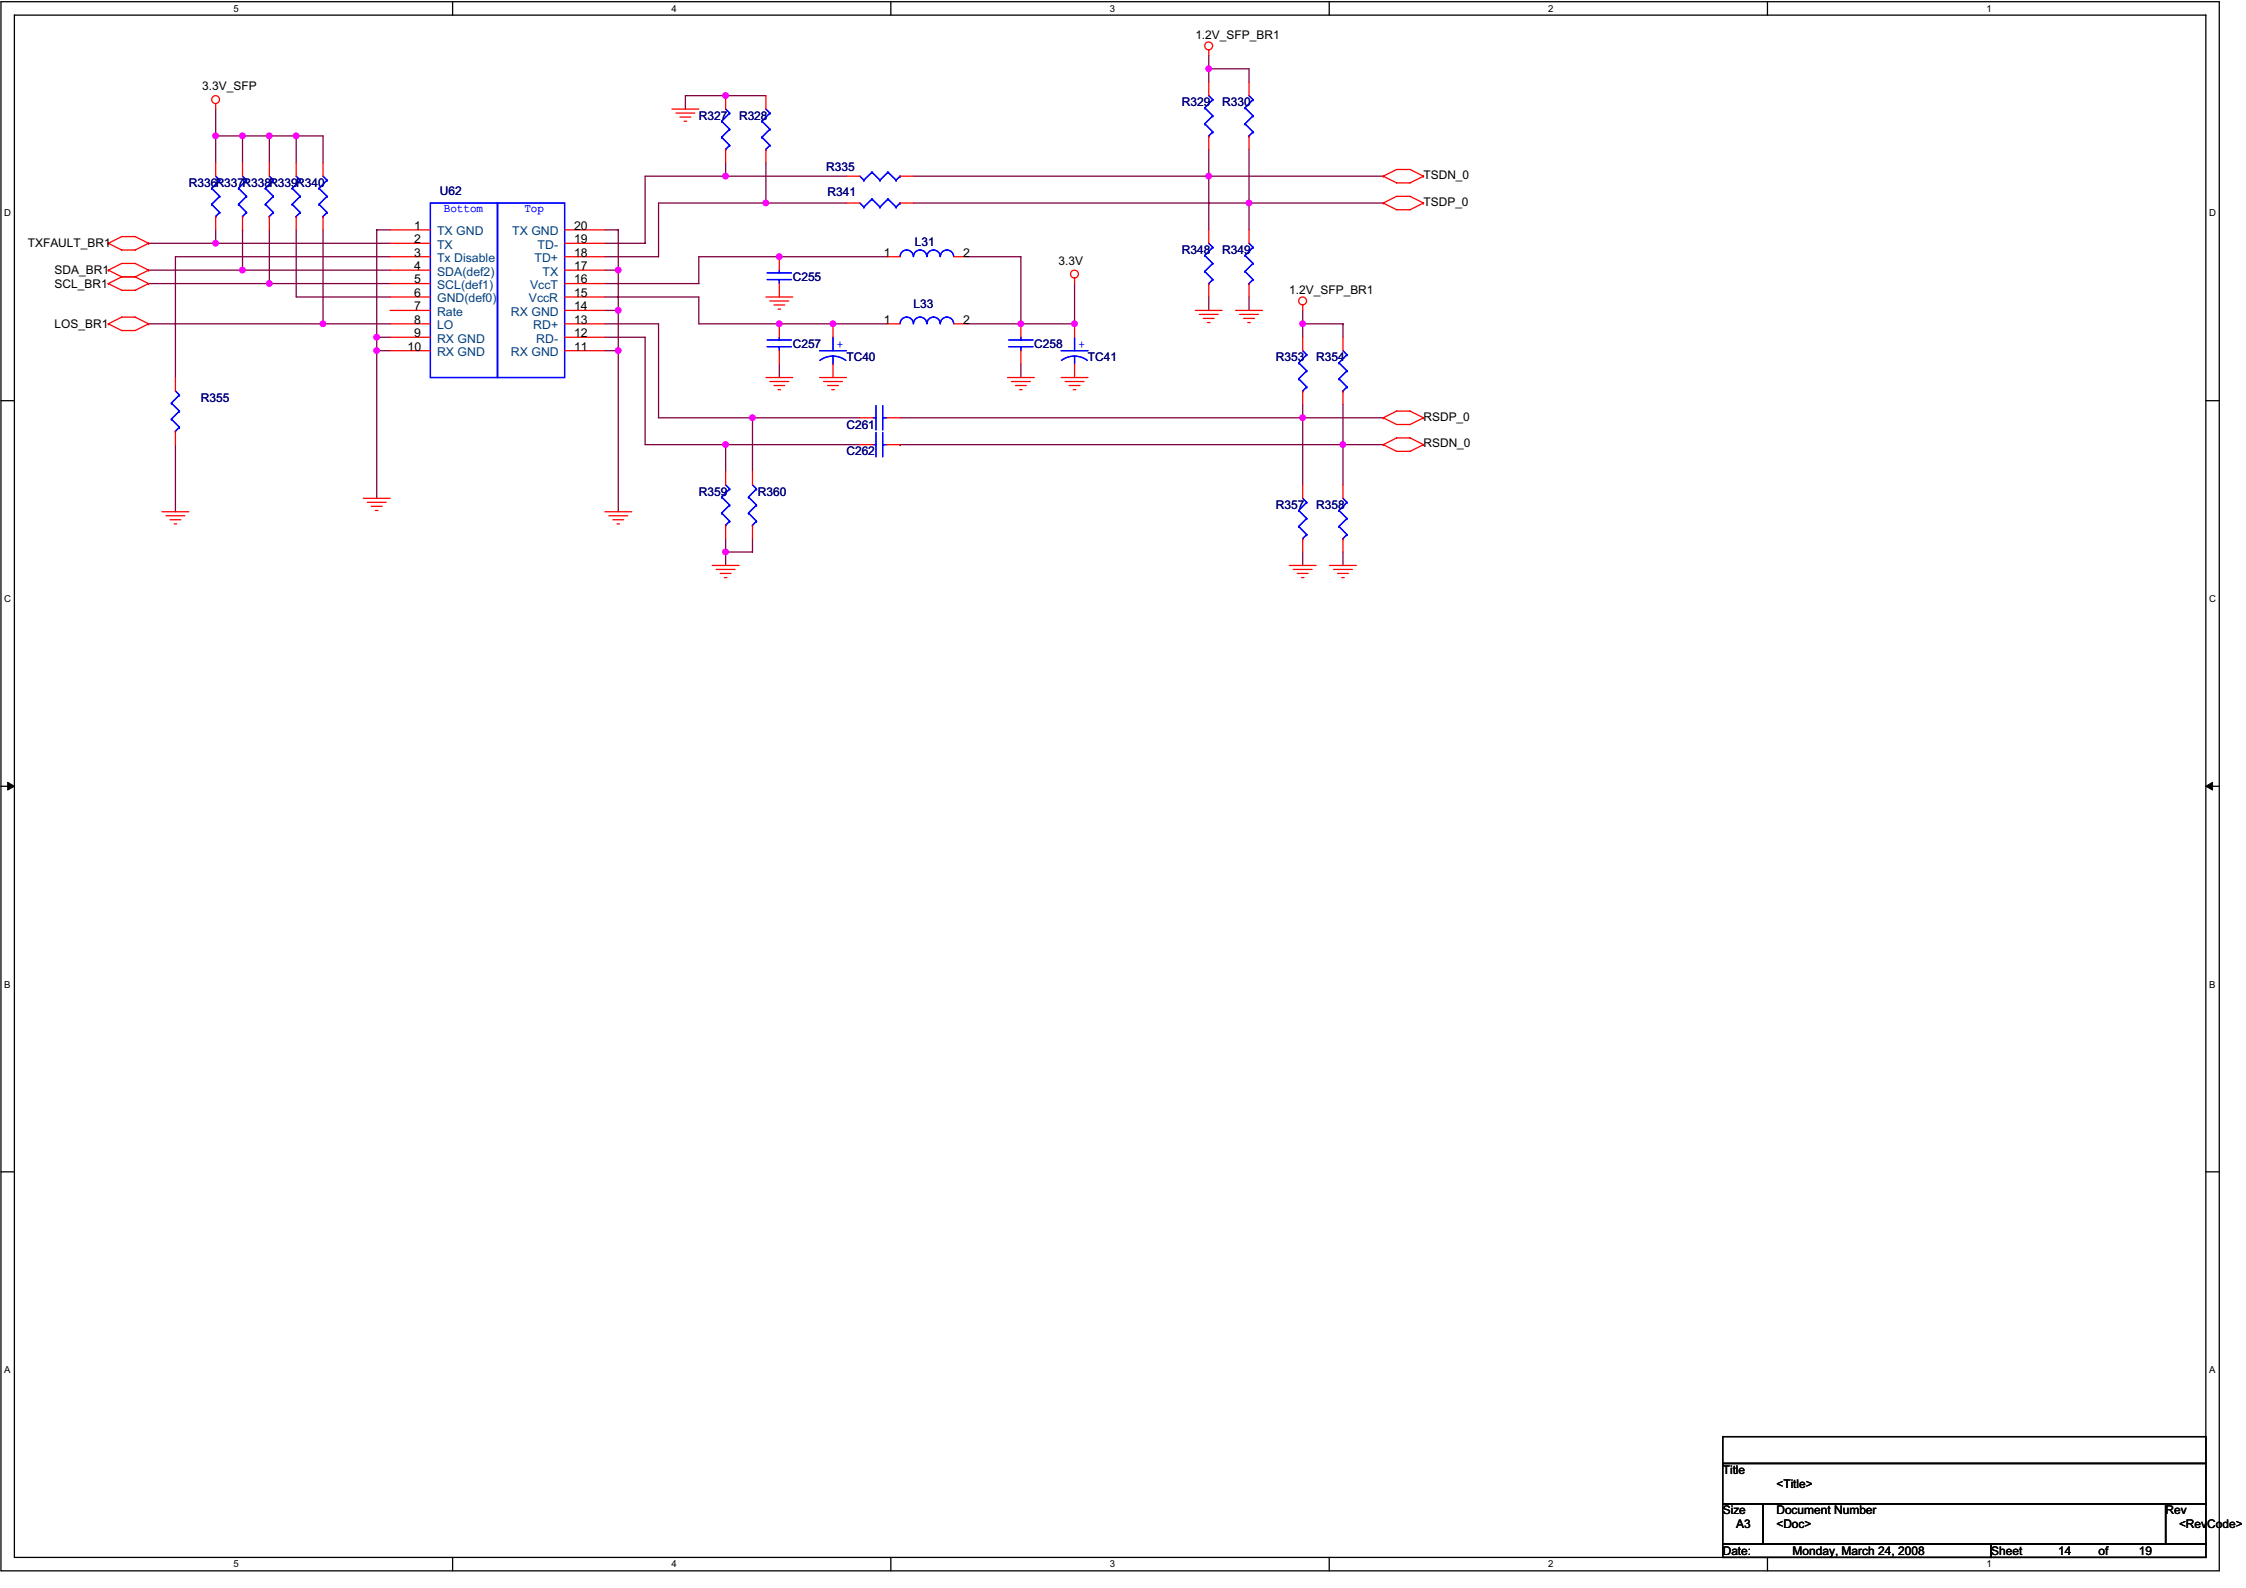 5 4 3 2 1
1.2V_SFP_BR1
3.3V_SFP
R329 R330
R327 R328
R335
TSDN_0
R336 R337 R338 R339 R340
R341
U62
TSDP_0
D D
Bottom Top
1 TX GND TX GND 20
TXFAULT_BR1 2 TX TD- 19
3 Tx Disable TD+ 18
SDA_BR1 4 SDA(def2) TX 17
SCL_BR1 5 SCL(def1) VccT 16
6 GND(def0) VccR 15
7 Rate RX GND 14
LOS_BR1 8 LO RD+ 13
9 RX GND RD- 12
10 RX GND RX GND 11
L31
1 2
R348 R349
3.3V
C255
1.2V_SFP_BR1
L33
1 2
C257 + TC40 C258 + TC41
R353 R354
R355
RSDP_0
C261
RSDN_0
C262
R359 R360
R357 R358
C C
B B
A A
Title
<Title>
Size Document Number Rev
A3 <Doc> <RevCode>
Date: Monday, March 24, 2008 Sheet 14 of 19
5 4 3 2 1